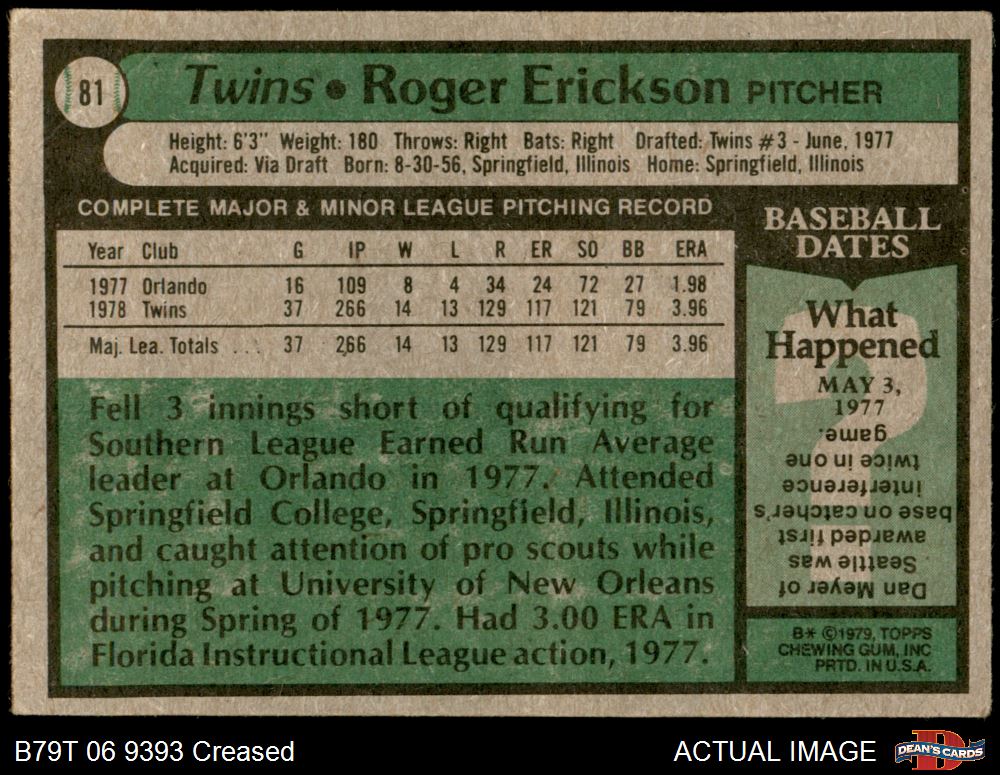 81
Twins • Roger Erickson PITCHER
Height: 6'3" Weight: 180 Throws: Right Bats: Right Drafted: Twins #3 - June, 1977
Acquired: Via Draft Born: 8-30-56, Springfield, Illinois Home: Springfield, Illinois
COMPLETE MAJOR & MINOR LEAGUE PITCHING RECORD
Year Club G IP W L R ER SO BB ERA
1977 Orlando 16 109 8 4 34 24 72 27 1.98
1978 Twins 37 266 14 13 129 117 121 79 3.96
Maj. Lea. Totals ... 37 266 14 13 129 117 121 79 3.96
Fell 3 innings short of qualifying for
Southern League Earned Run Average
leader at Orlando in 1977. Attended
Springfield College, Springfield, Illinois,
and caught attention of pro scouts while
pitching at University of New Orleans
during Spring of 1977. Had 3.00 ERA in
Florida Instructional League action, 1977.
BASEBALL
DATES
What
Happened
MAY 3,
1977
Dan Meyer of
Seattle was
awarded first
base on catcher's
interference
twice in one
game.
B* ©1979, TOPPS
CHEWING GUM, INC
PRTD. IN U.S.A.
B79T 06 9393 Creased
ACTUAL IMAGE
DEAN'S CARDS